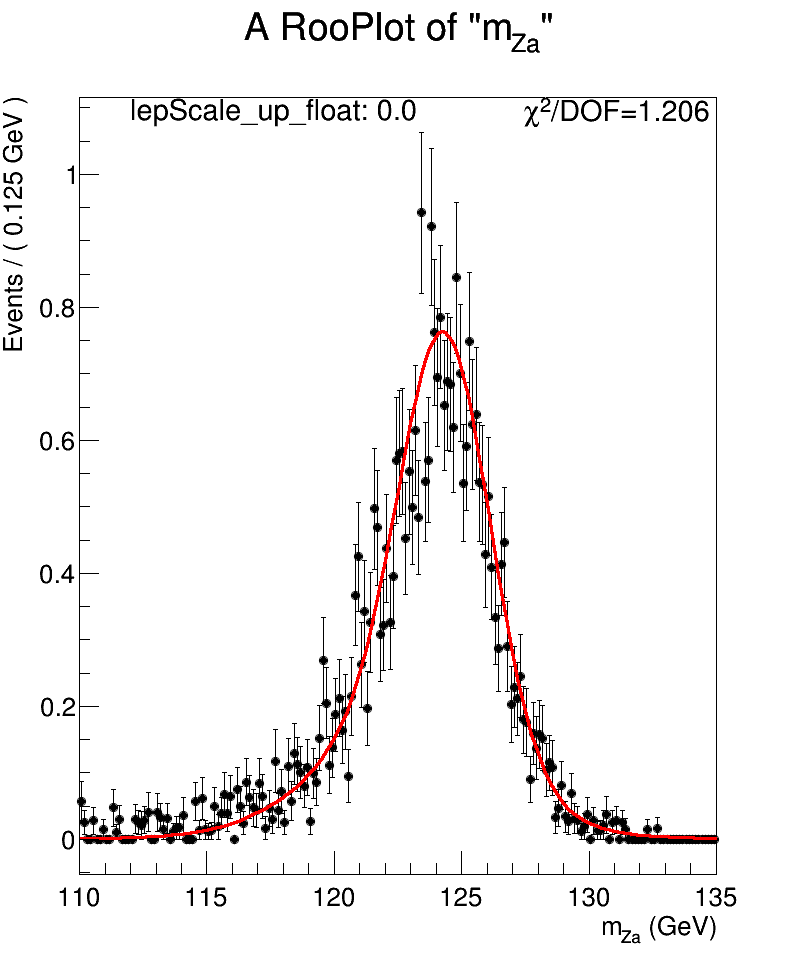 A RooPlot of "m_Za"
lepScale_up_float: 0.0
χ²/DOF=1.206
Events / ( 0.125 GeV )
1
0.8
0.6
0.4
0.2
0
110 115 120 125 130 135
m_Za (GeV)